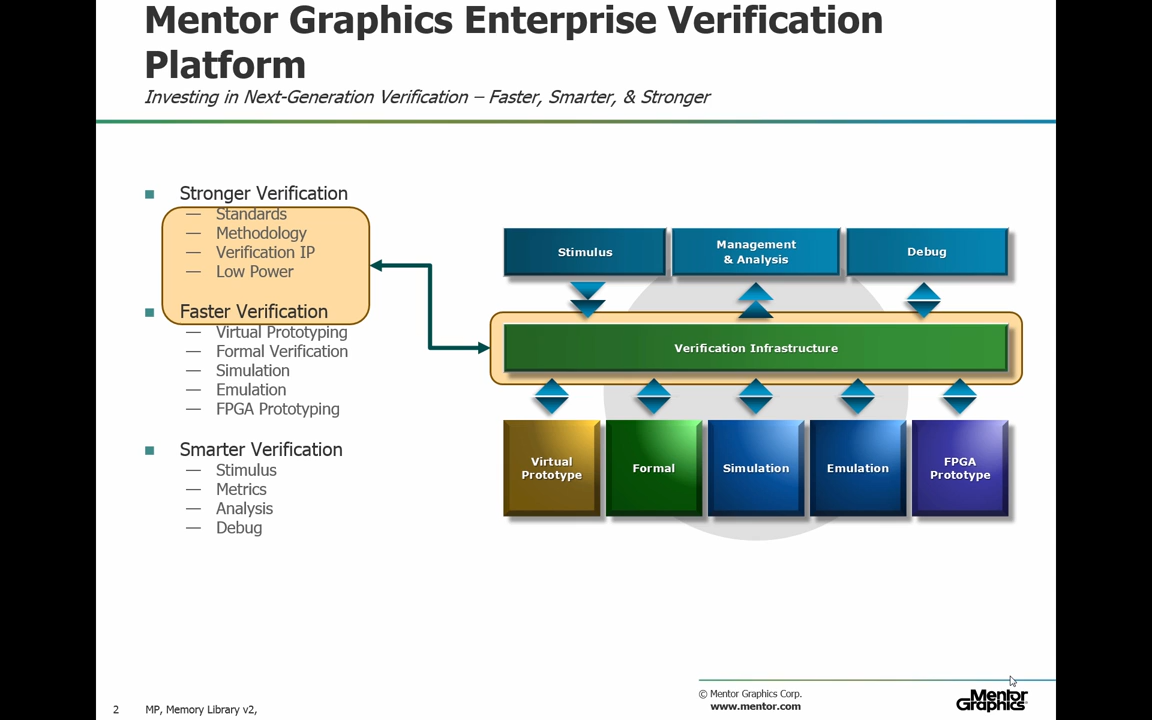 Mentor Graphics Enterprise Verification
Platform
Investing in Next-Generation Verification – Faster, Smarter, & Stronger
Stronger Verification
— Standards
— Methodology
— Verification IP
— Low Power
Faster Verification
— Virtual Prototyping
— Formal Verification
— Simulation
— Emulation
— FPGA Prototyping
Smarter Verification
— Stimulus
— Metrics
— Analysis
— Debug
Stimulus
Management
& Analysis
Debug
Verification Infrastructure
Virtual
Prototype
Formal
Simulation
Emulation
FPGA
Prototype
2 MP, Memory Library v2,
© Mentor Graphics Corp.
www.mentor.com
Mentor
Graphics